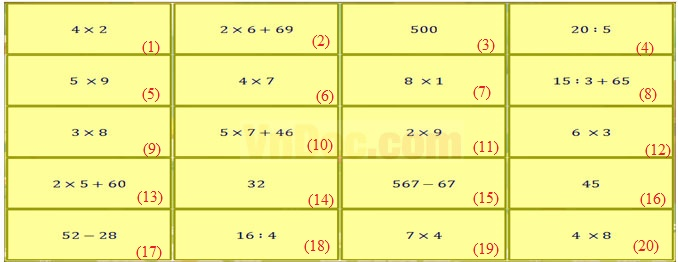 4 × 2 (1) 2 × 6 + 69 (2) 500 (3) 20 : 5 (4)
5 × 9 (5) 4 × 7 (6) 8 × 1 (7) 15 : 3 + 65 (8)
3 × 8 (9) 5 × 7 + 46 (10) 2 × 9 (11) 6 × 3 (12)
2 × 5 + 60 (13) 32 (14) 567 – 67 (15) 45 (16)
52 – 28 (17) 16 : 4 (18) 7 × 4 (19) 4 × 8 (20)
VnDoc.com